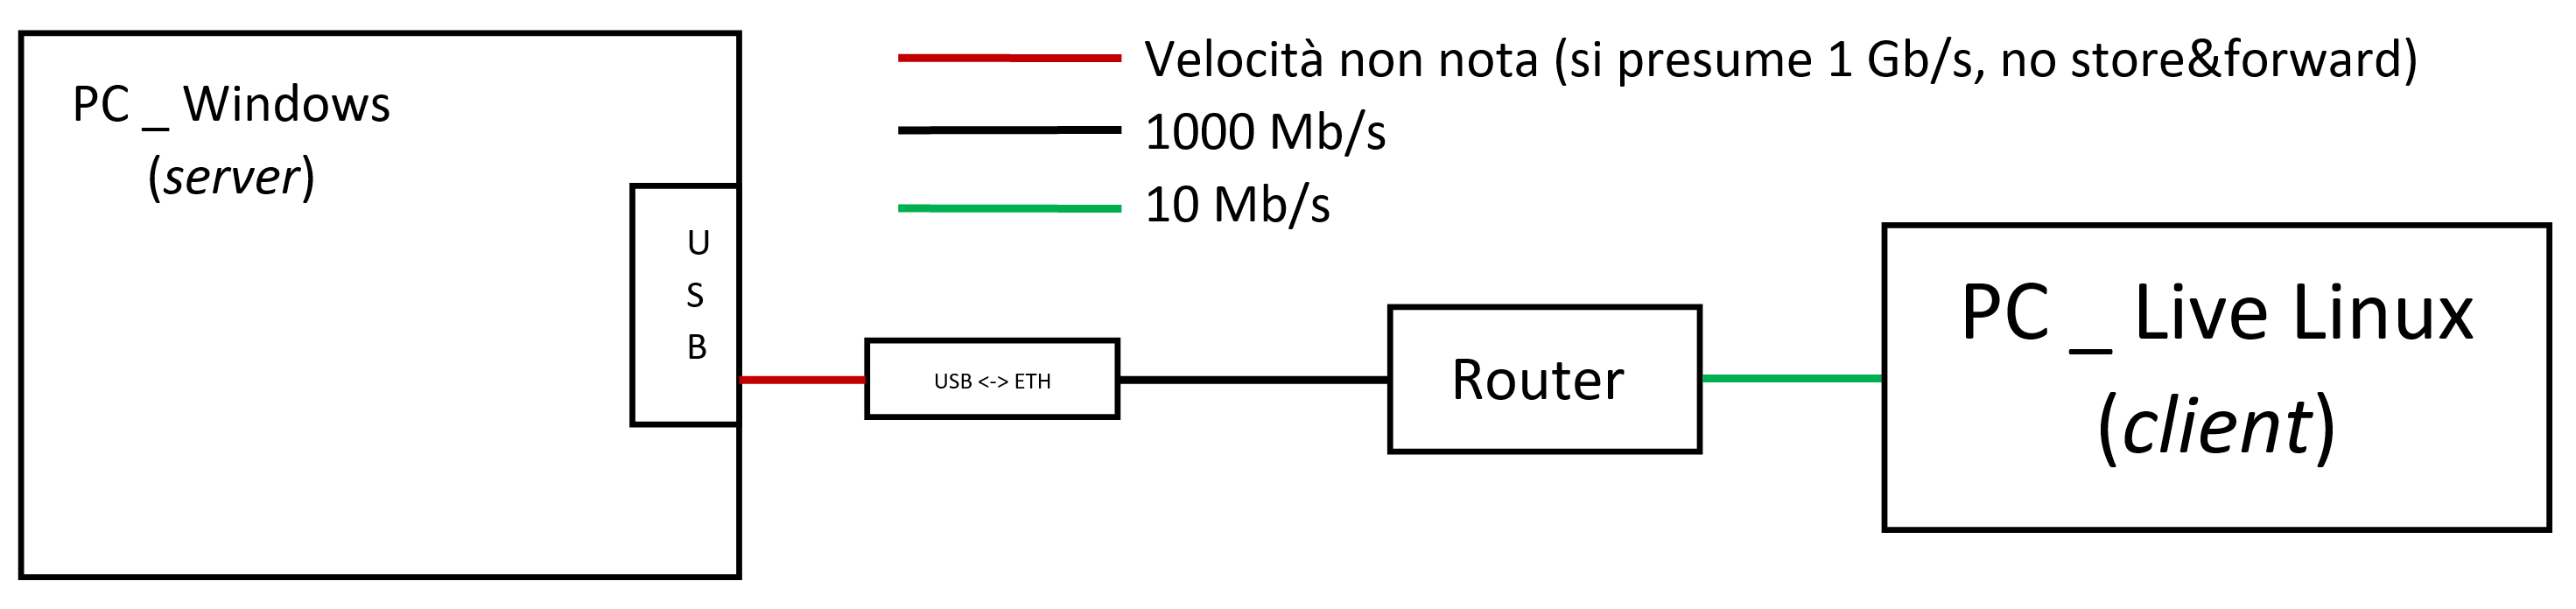 PC _ Windows
(server)
U
S
B
Velocità non nota (si presume 1 Gb/s, no store&forward)
1000 Mb/s
10 Mb/s
USB <-> ETH
Router
PC _ Live Linux
(client)